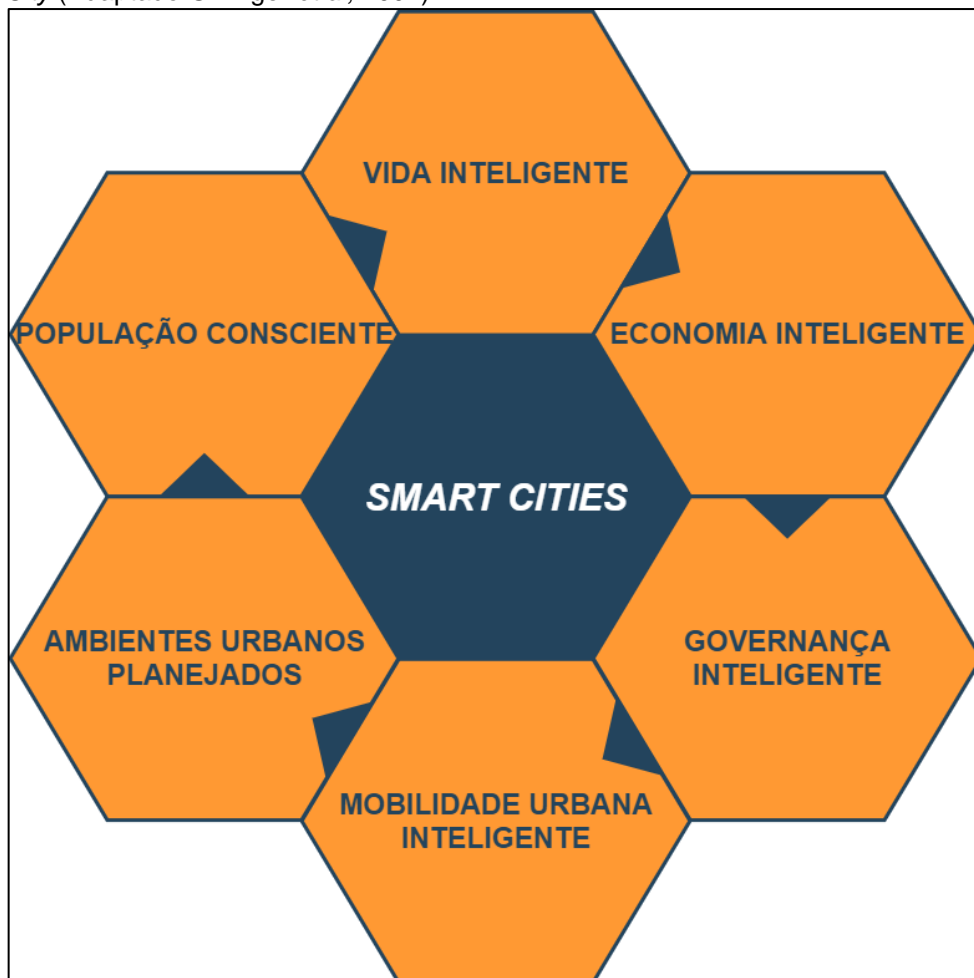 VIDA INTELIGENTE
POPULAÇÃO CONSCIENTE
ECONOMIA INTELIGENTE
SMART CITIES
AMBIENTES URBANOS
PLANEJADOS
GOVERNANÇA
INTELIGENTE
MOBILIDADE URBANA
INTELIGENTE